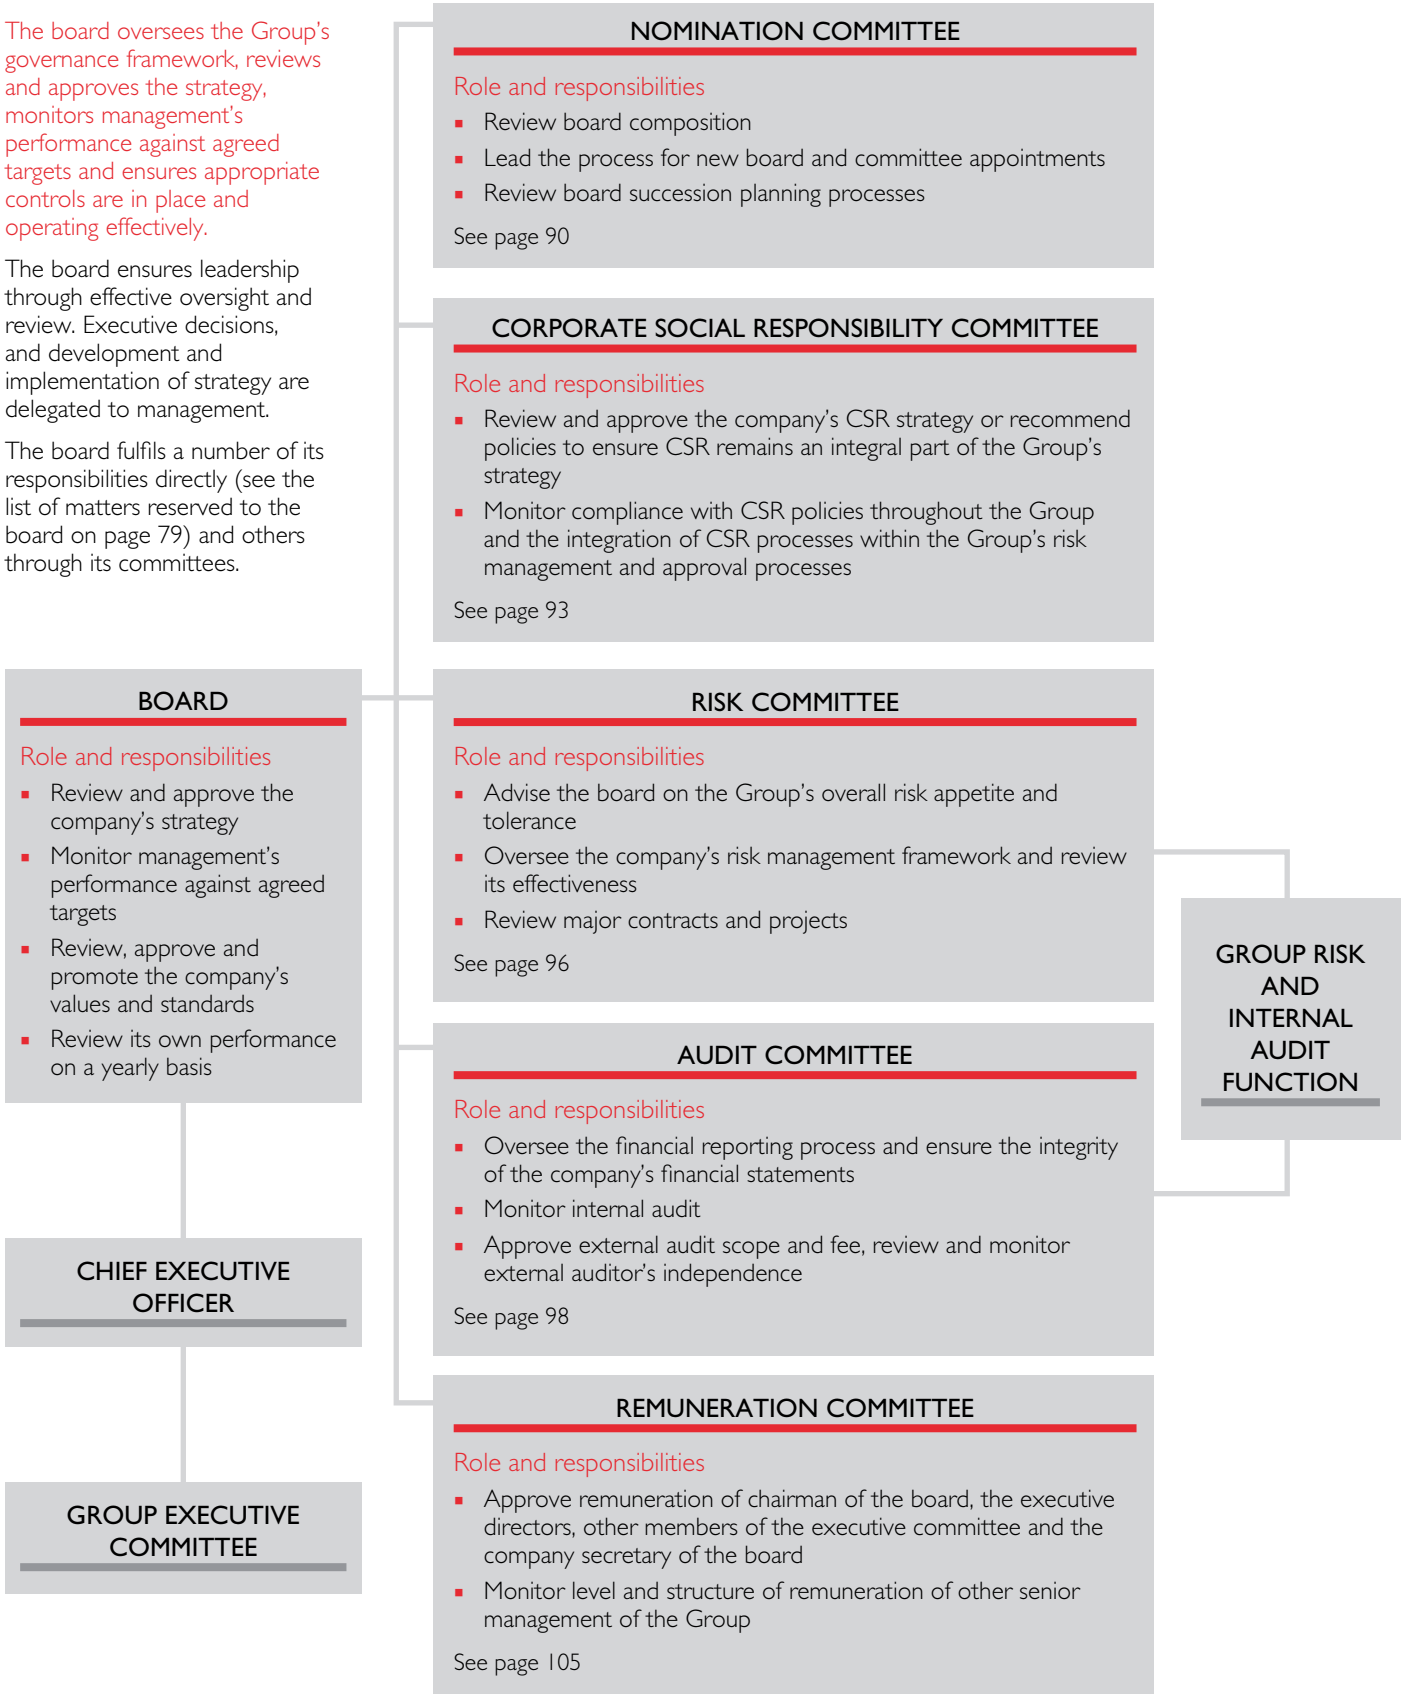 The board oversees the Group’s
governance framework, reviews
and approves the strategy,
monitors management’s
performance against agreed
targets and ensures appropriate
controls are in place and
operating effectively.
The board ensures leadership
through effective oversight and
review. Executive decisions,
and development and
implementation of strategy are
delegated to management.
The board fulfils a number of its
responsibilities directly (see the
list of matters reserved to the
board on page 79) and others
through its committees.
BOARD
Role and responsibilities
▪ Review and approve the
company’s strategy
▪ Monitor management’s
performance against agreed
targets
▪ Review, approve and
promote the company’s
values and standards
▪ Review its own performance
on a yearly basis
CHIEF EXECUTIVE
OFFICER
GROUP EXECUTIVE
COMMITTEE
NOMINATION COMMITTEE
Role and responsibilities
▪ Review board composition
▪ Lead the process for new board and committee appointments
▪ Review board succession planning processes
See page 90
CORPORATE SOCIAL RESPONSIBILITY COMMITTEE
Role and responsibilities
▪ Review and approve the company’s CSR strategy or recommend
policies to ensure CSR remains an integral part of the Group’s
strategy
▪ Monitor compliance with CSR policies throughout the Group
and the integration of CSR processes within the Group’s risk
management and approval processes
See page 93
RISK COMMITTEE
Role and responsibilities
▪ Advise the board on the Group’s overall risk appetite and
tolerance
▪ Oversee the company’s risk management framework and review
its effectiveness
▪ Review major contracts and projects
See page 96
AUDIT COMMITTEE
Role and responsibilities
▪ Oversee the financial reporting process and ensure the integrity
of the company’s financial statements
▪ Monitor internal audit
▪ Approve external audit scope and fee, review and monitor
external auditor’s independence
See page 98
REMUNERATION COMMITTEE
Role and responsibilities
▪ Approve remuneration of chairman of the board, the executive
directors, other members of the executive committee and the
company secretary of the board
▪ Monitor level and structure of remuneration of other senior
management of the Group
See page 105
GROUP RISK
AND
INTERNAL
AUDIT
FUNCTION